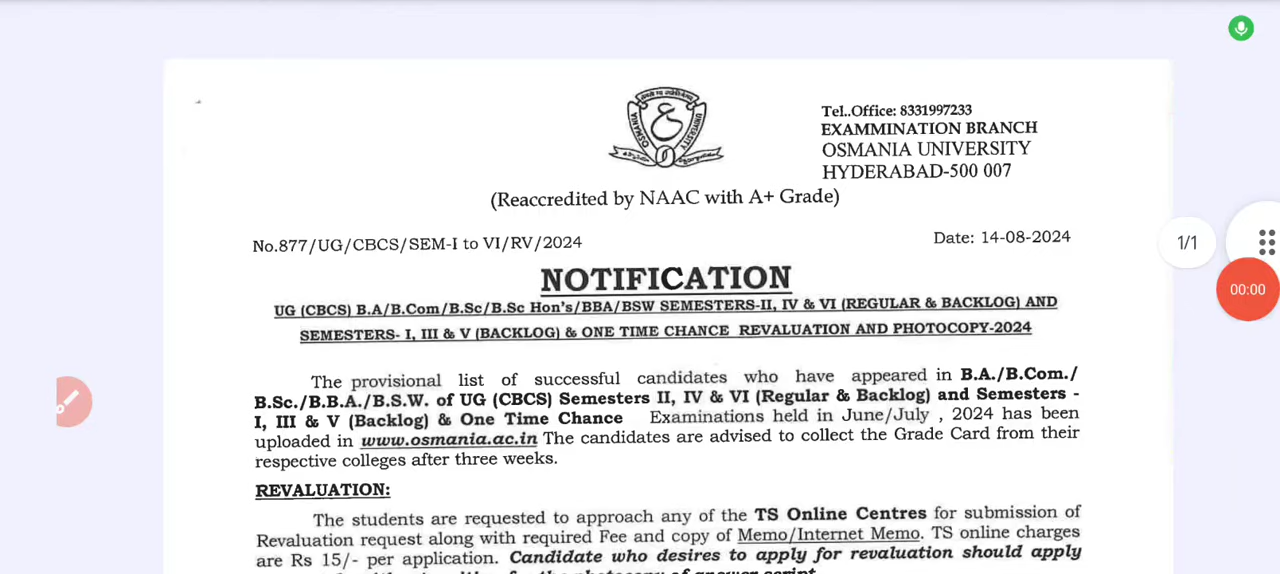 Tel..Office: 8331997233
EXAMMINATION BRANCH
OSMANIA UNIVERSITY
HYDERABAD-500 007
OSMANIA UNIVERSITY
(Reaccredited by NAAC with A+ Grade)
No.877/UG/CBCS/SEM-I to VI/RV/2024
Date: 14-08-2024
1/1
NOTIFICATION
00:00
UG (CBCS) B.A/B.Com/B.Sc/B.Sc Hon's/BBA/BSW SEMESTERS-II, IV & VI (REGULAR & BACKLOG) AND
SEMESTERS- I, III & V (BACKLOG) & ONE TIME CHANCE REVALUATION AND PHOTOCOPY-2024
The provisional list of successful candidates who have appeared in B.A./B.Com./
B.Sc./B.B.A./B.S.W. of UG (CBCS) Semesters II, IV & VI (Regular & Backlog) and Semesters -
I, III & V (Backlog) & One Time Chance Examinations held in June/July , 2024 has been
uploaded in www.osmania.ac.in The candidates are advised to collect the Grade Card from their
respective colleges after three weeks.
REVALUATION:
The students are requested to approach any of the TS Online Centres for submission of
Revaluation request along with required Fee and copy of Memo/Internet Memo. TS online charges
are Rs 15/- per application. Candidate who desires to apply for revaluation should apply